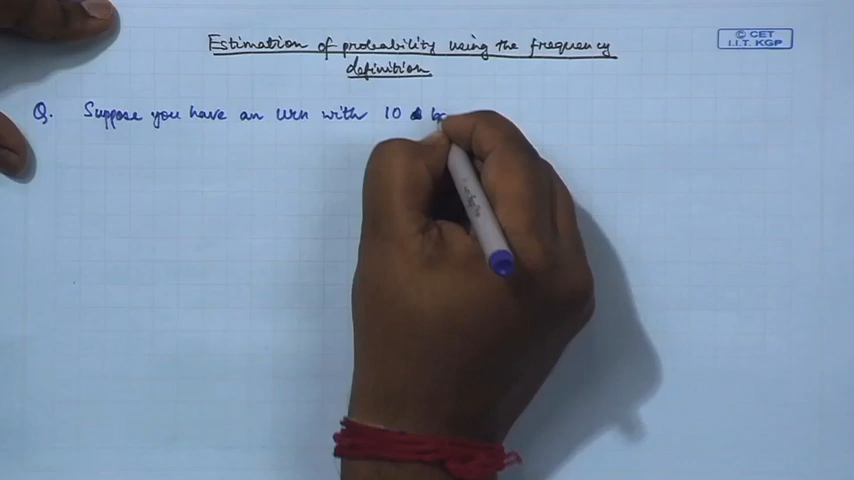 Estimation of probability using the frequency
definition
© CET
I.I.T. KGP
Q. Suppose you have an urn with 10